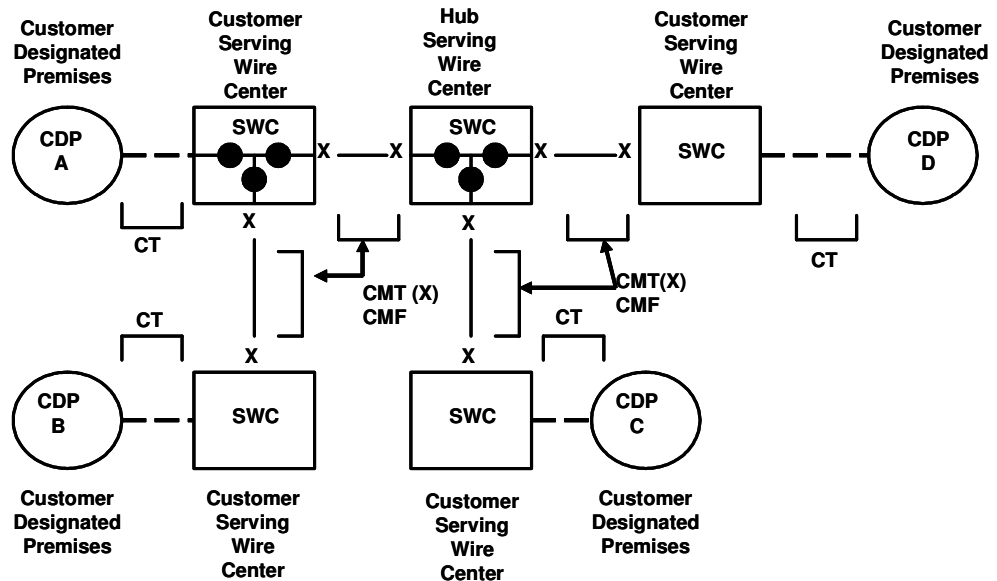 Customer
Designated
Premises
Customer
Serving
Wire
Center
Hub
Serving
Wire
Center
Customer
Serving
Wire
Center
Customer
Designated
Premises
CDP
A
SWC
X
X
SWC
X
X
SWC
CDP
D
CT
X
X
CMT (X)
CMF
CMT(X)
CMF
CT
CT
CT
X
X
CDP
B
SWC
SWC
CDP
C
Customer
Designated
Premises
Customer
Serving
Wire
Center
Customer
Serving
Wire
Center
Customer
Designated
Premises